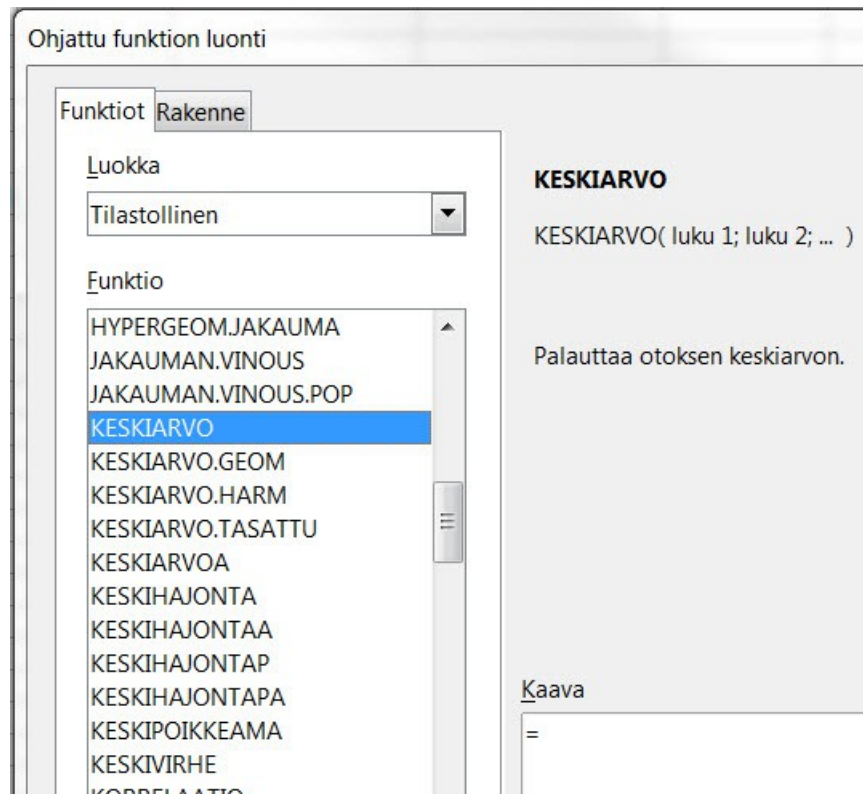 Ohjattu funktion luonti
Funktiot Rakenne
Luokka
Tilastollinen
Funktio
HYPERGEOM.JAKAUMA
JAKAUMAN.VINOUS
JAKAUMAN.VINOUS.POP
KESKIARVO
KESKIARVO.GEOM
KESKIARVO.HARM
KESKIARVO.TASATTU
KESKIARVOA
KESKIHAJONTA
KESKIHAJONTAA
KESKIHAJONTAP
KESKIHAJONTAPA
KESKIPOIKKEAMA
KESKIVIRHE
KORRELAATIO
KESKIARVO
KESKIARVO( luku 1; luku 2; ... )
Palauttaa otoksen keskiarvon.
Kaava
=